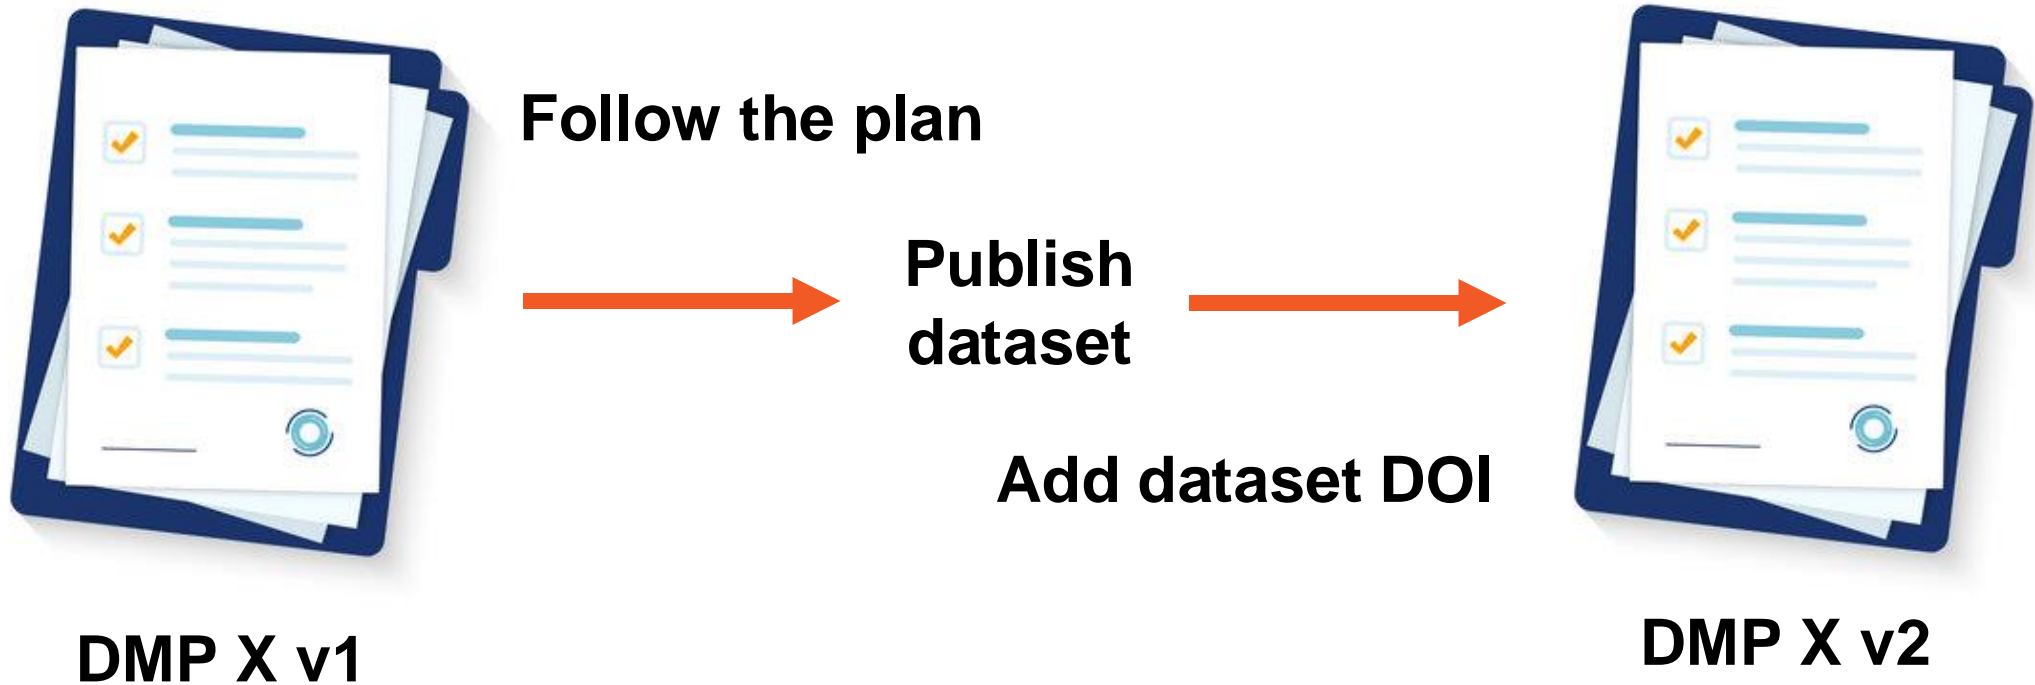 Follow the plan
Publish
dataset
Add dataset DOI
DMP X v1
DMP X v2